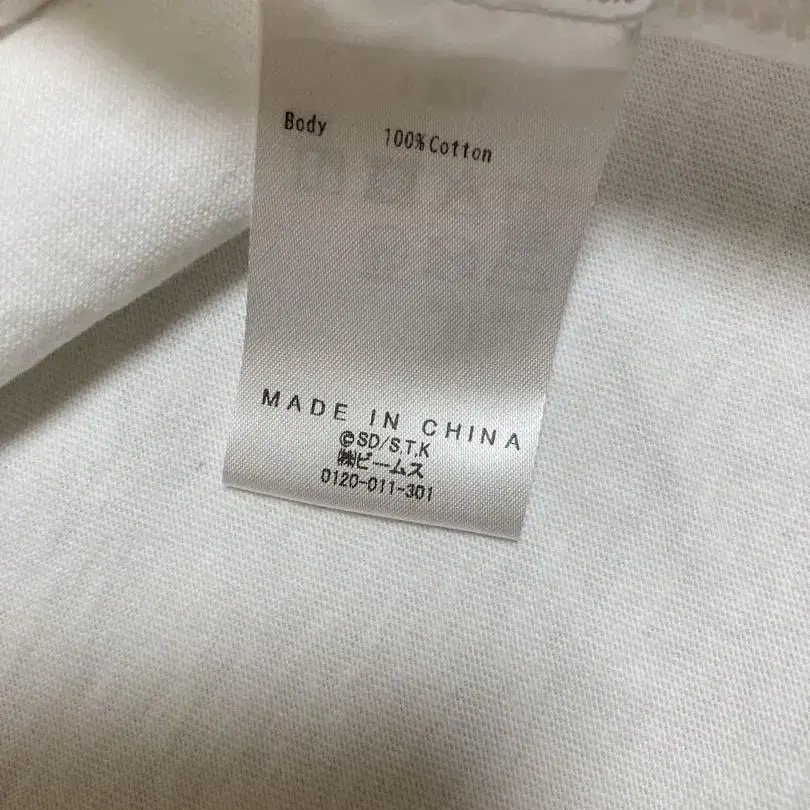 Body 100%Cotton
MADE IN CHINA
©SD/S.T.K
㈱ビームス
0120-011-301